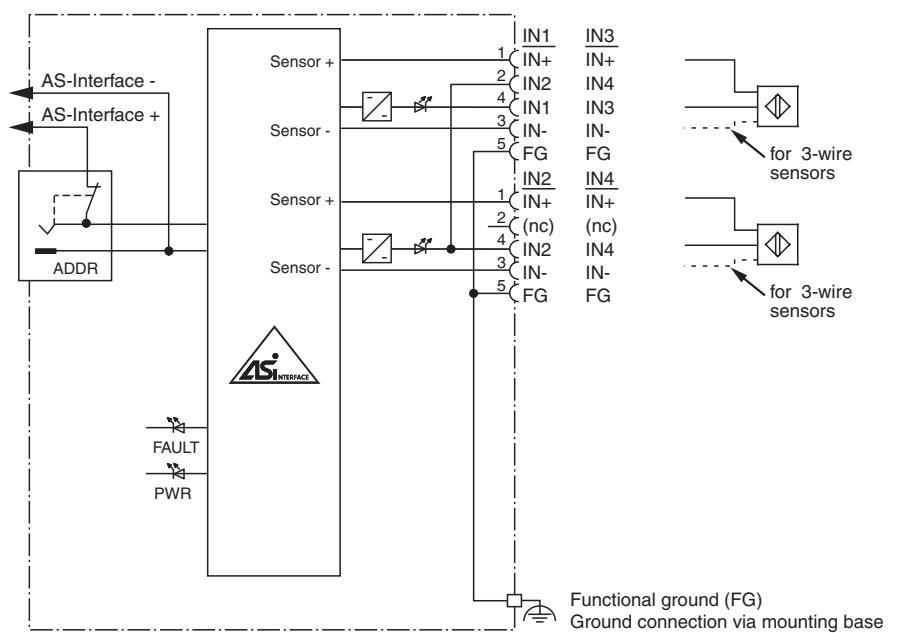 IN1 IN3
Sensor + 1 IN+ IN+
2 IN2 IN4
AS-Interface -
4 IN1 IN3
AS-Interface +
Sensor - 3 IN- IN-
5 FG FG
for 3-wire
sensors
IN2 IN4
Sensor + 1 IN+ IN+
2 (nc) (nc)
4 IN2 IN4
ADDR
Sensor - 3 IN- IN-
5 FG FG
for 3-wire
sensors
ASi INTERFACE
FAULT
PWR
Functional ground (FG)
Ground connection via mounting base